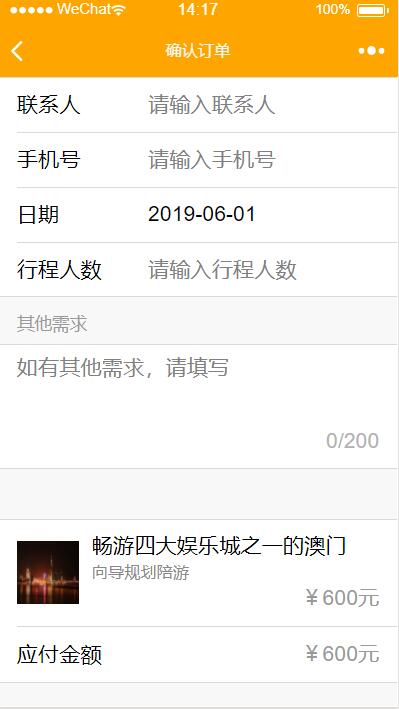 WeChat 14:17 100%
确认订单
联系人 请输入联系人
手机号 请输入手机号
日期 2019-06-01
行程人数 请输入行程人数
其他需求
如有其他需求，请填写
0/200
畅游四大娱乐城之一的澳门
向导规划陪游
￥600元
应付金额 ￥600元